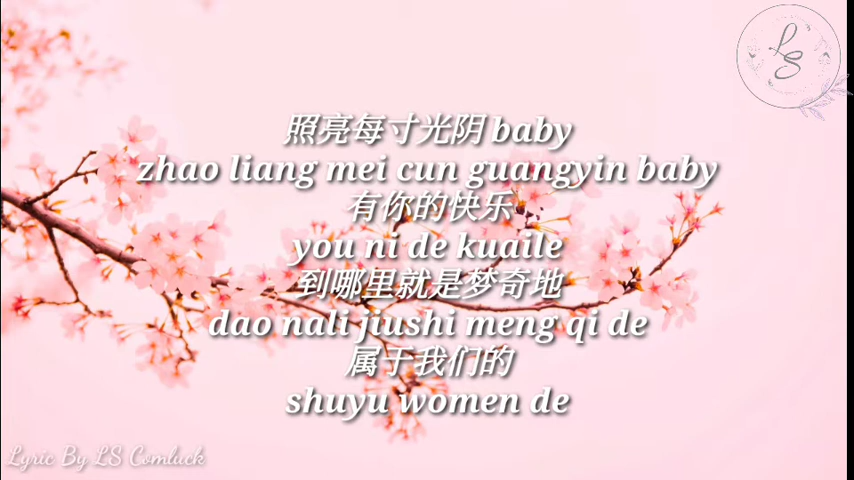 LS
照亮每寸光阴 baby
zhao liang mei cun guangyin baby
有你的快乐
you ni de kuaile
到哪里就是梦奇地
dao nali jiushi meng qi de
属于我们的
shuyu women de
Lyric By LS Comluck